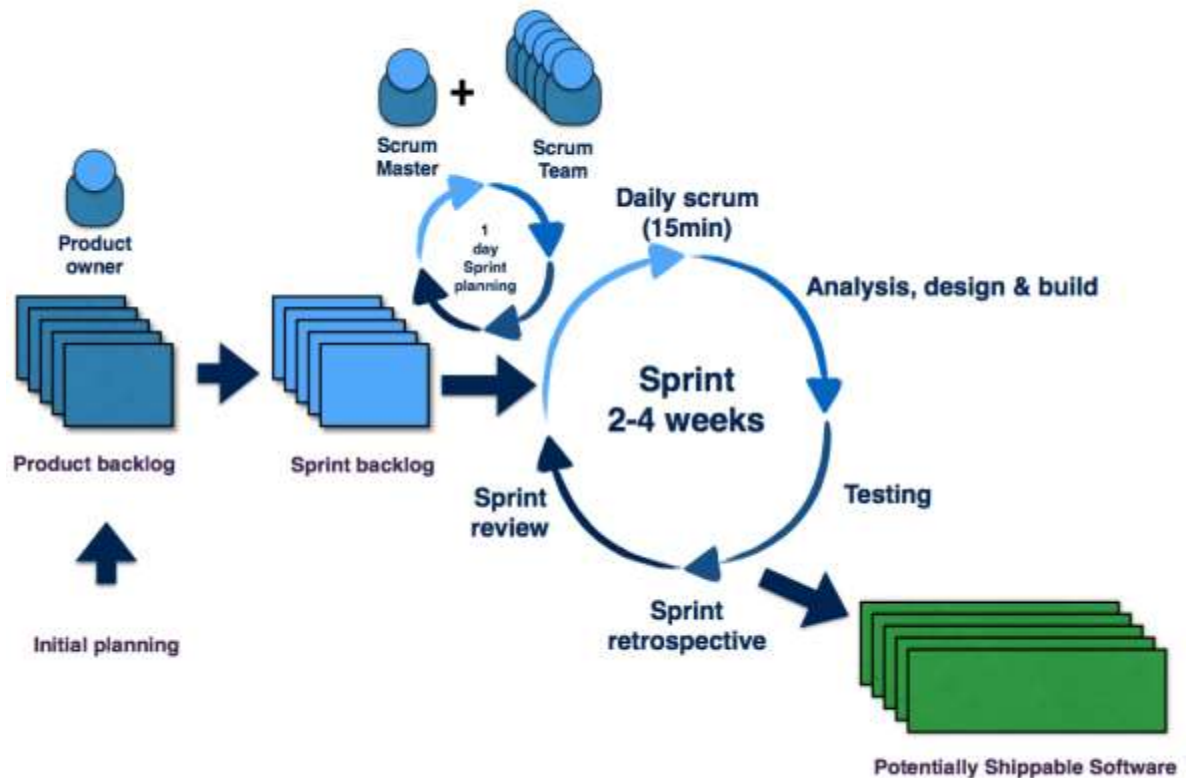 Scrum
Master
+
Scrum
Team
Product
owner
1
day
Sprint
planning
Daily scrum
(15min)
Analysis, design & build
Sprint
2-4 weeks
Product backlog
Sprint backlog
Sprint
review
Testing
Initial planning
Sprint
retrospective
Potentially Shippable Software